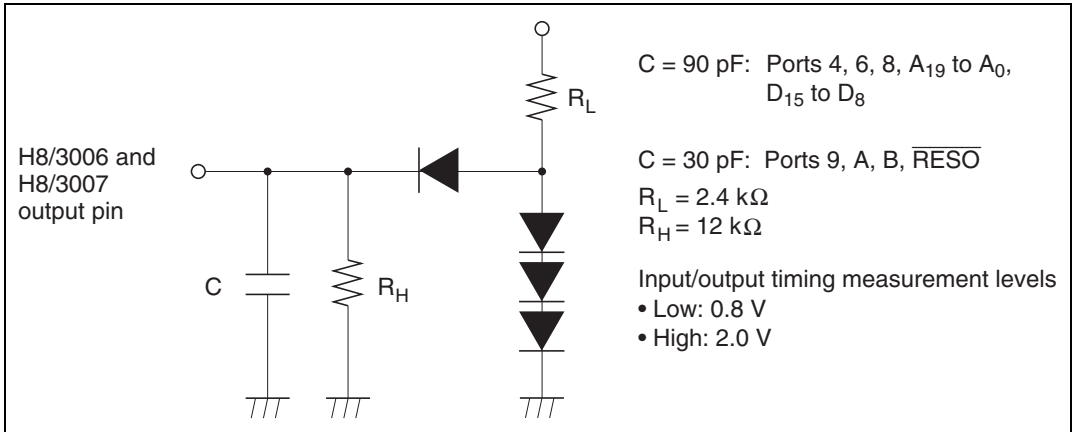 H8/3006 and
H8/3007
output pin
C
R_H
R_L
C = 90 pF: Ports 4, 6, 8, A₁₉ to A₀,
D₁₅ to D₈
C = 30 pF: Ports 9, A, B, R̅E̅S̅O̅
R_L = 2.4 kΩ
R_H = 12 kΩ
Input/output timing measurement levels
• Low: 0.8 V
• High: 2.0 V